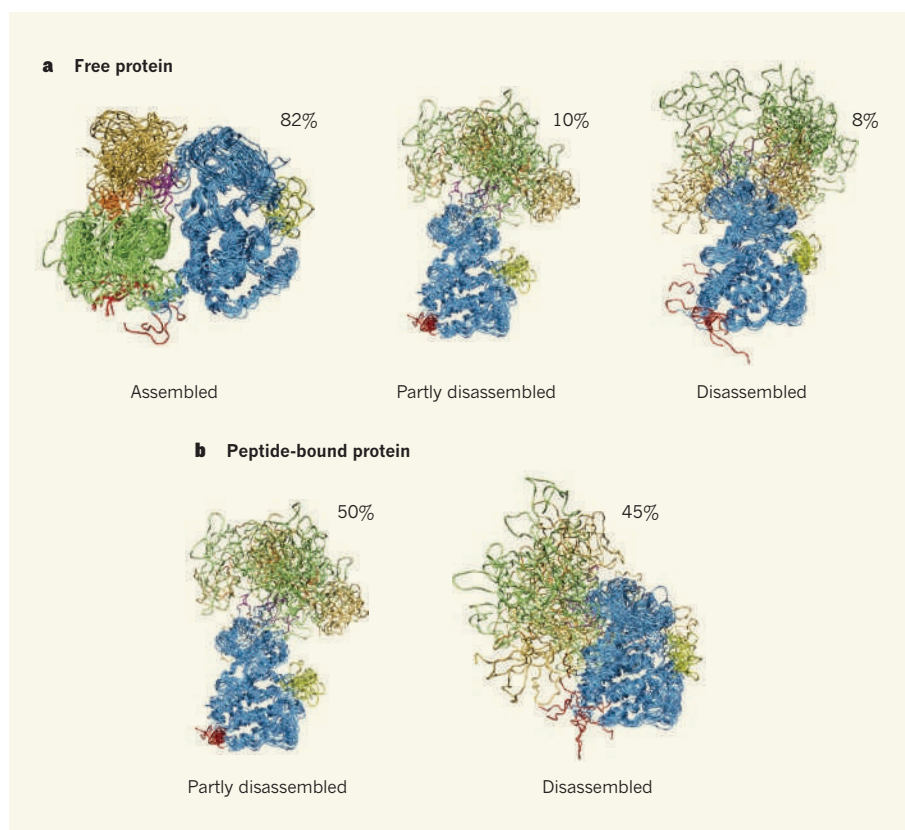 a Free protein
82%
10%
8%
Assembled
Partly disassembled
Disassembled
b Peptide-bound protein
50%
45%
Partly disassembled
Disassembled